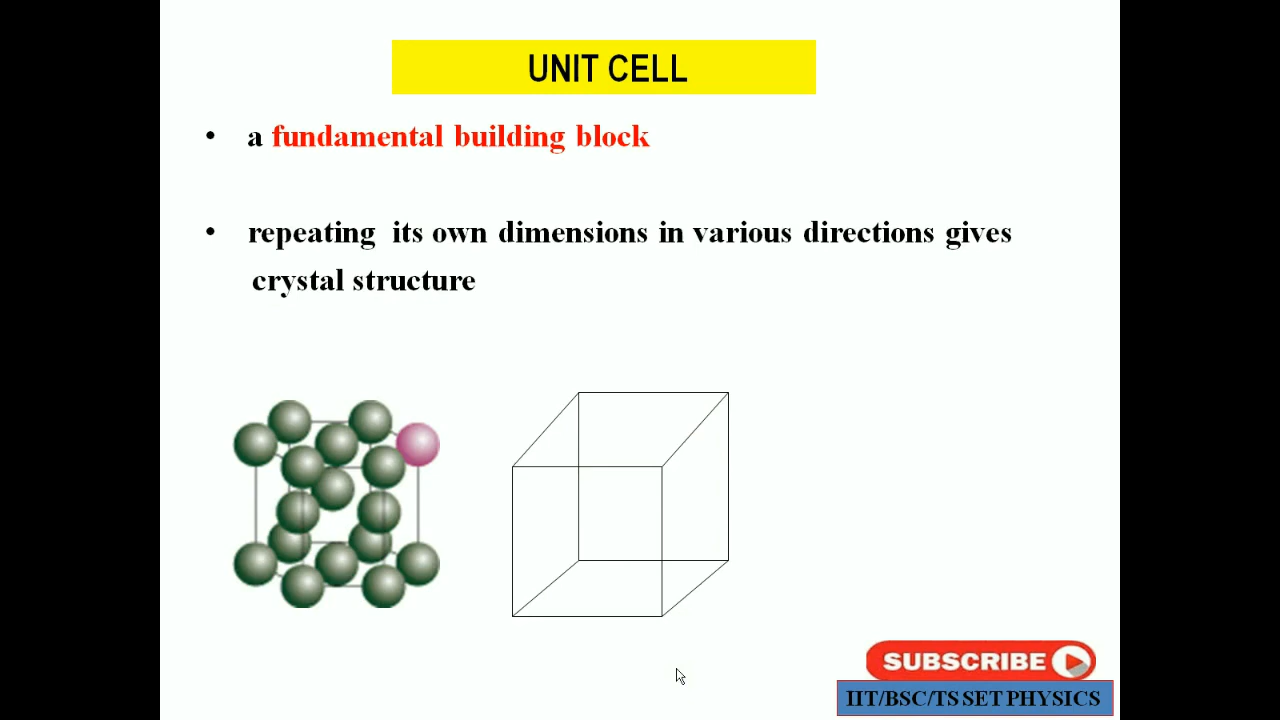 UNIT CELL
• a fundamental building block
• repeating its own dimensions in various directions gives
crystal structure
SUBSCRIBE
IIT/BSC/TS SET PHYSICS